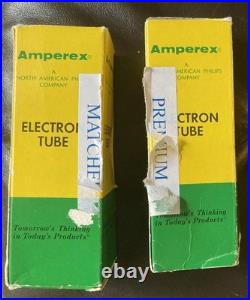 Amperex®
A
NORTH AMERICAN PHILIPS
COMPANY
ELECTRON
TUBE
MATCHE
Tomorrow's Thinking
in Today's Products®
Amperex®
A
NORTH AMERICAN PHILIPS
COMPANY
ELECTRON
TUBE
PREMIUM
Tomorrow's Thinking
in Today's Products®